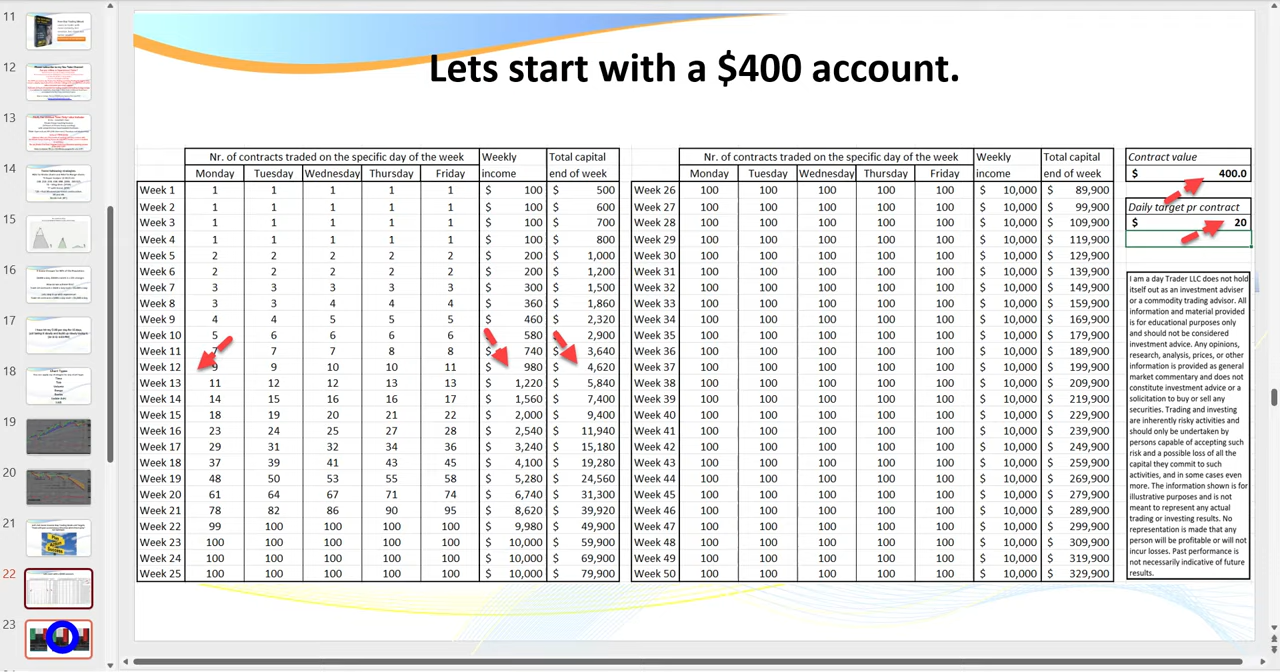 11
12
13
14
15
16
17
18
19
20
21
22
23
Letsstart with a $400 account.
Nr. of contracts traded on the specific day of the week Weekly income Total capital end of week
Monday Tuesday Wednesday Thursday Friday
Week 1 1 1 1 1 1 $ 100 $ 500
Week 2 1 1 1 1 1 $ 100 $ 600
Week 3 1 1 1 1 1 $ 100 $ 700
Week 4 1 1 1 1 1 $ 100 $ 800
Week 5 2 2 2 2 2 $ 200 $ 1,000
Week 6 2 2 2 2 2 $ 200 $ 1,200
Week 7 3 3 3 3 3 $ 300 $ 1,500
Week 8 3 3 4 4 4 $ 360 $ 1,860
Week 9 4 4 5 5 5 $ 460 $ 2,320
Week 10 5 6 6 6 6 $ 580 $ 2,900
Week 11 7 7 7 8 8 $ 740 $ 3,640
Week 12 9 9 10 10 11 $ 980 $ 4,620
Week 13 11 12 12 13 13 $ 1,220 $ 5,840
Week 14 14 15 16 16 17 $ 1,560 $ 7,400
Week 15 18 19 20 21 22 $ 2,000 $ 9,400
Week 16 23 24 25 27 28 $ 2,540 $ 11,940
Week 17 29 31 32 34 36 $ 3,240 $ 15,180
Week 18 37 39 41 43 45 $ 4,100 $ 19,280
Week 19 48 50 53 55 58 $ 5,280 $ 24,560
Week 20 61 64 67 71 74 $ 6,740 $ 31,300
Week 21 78 82 86 90 95 $ 8,620 $ 39,920
Week 22 99 100 100 100 100 $ 9,980 $ 49,900
Week 23 100 100 100 100 100 $ 10,000 $ 59,900
Week 24 100 100 100 100 100 $ 10,000 $ 69,900
Week 25 100 100 100 100 100 $ 10,000 $ 79,900
Nr. of contracts traded on the specific day of the week Weekly income Total capital end of week
Monday Tuesday Wednesday Thursday Friday
Week 26 100 100 100 100 100 $ 10,000 $ 89,900
Week 27 100 100 100 100 100 $ 10,000 $ 99,900
Week 28 100 100 100 100 100 $ 10,000 $ 109,900
Week 29 100 100 100 100 100 $ 10,000 $ 119,900
Week 30 100 100 100 100 100 $ 10,000 $ 129,900
Week 31 100 100 100 100 100 $ 10,000 $ 139,900
Week 32 100 100 100 100 100 $ 10,000 $ 149,900
Week 33 100 100 100 100 100 $ 10,000 $ 159,900
Week 34 100 100 100 100 100 $ 10,000 $ 169,900
Week 35 100 100 100 100 100 $ 10,000 $ 179,900
Week 36 100 100 100 100 100 $ 10,000 $ 189,900
Week 37 100 100 100 100 100 $ 10,000 $ 199,900
Week 38 100 100 100 100 100 $ 10,000 $ 209,900
Week 39 100 100 100 100 100 $ 10,000 $ 219,900
Week 40 100 100 100 100 100 $ 10,000 $ 229,900
Week 41 100 100 100 100 100 $ 10,000 $ 239,900
Week 42 100 100 100 100 100 $ 10,000 $ 249,900
Week 43 100 100 100 100 100 $ 10,000 $ 259,900
Week 44 100 100 100 100 100 $ 10,000 $ 269,900
Week 45 100 100 100 100 100 $ 10,000 $ 279,900
Week 46 100 100 100 100 100 $ 10,000 $ 289,900
Week 47 100 100 100 100 100 $ 10,000 $ 299,900
Week 48 100 100 100 100 100 $ 10,000 $ 309,900
Week 49 100 100 100 100 100 $ 10,000 $ 319,900
Week 50 100 100 100 100 100 $ 10,000 $ 329,900
Contract value
$ 400.0
Daily target pr contract
$ 20
I am a day Trader LLC does not hold
itself out as an investment adviser
or a commodity trading advisor. All
information and material provided
is for educational purposes only
and should not be considered
investment advice. Any opinions,
research, analysis, prices, or other
information is provided as general
market commentary and does not
constitute investment advice or a
solicitation to buy or sell any
securities. Trading and investing
are inherently risky activities and
should only be undertaken by
persons capable of accepting such
risk and a possible loss of all the
capital they commit to such
activities, and in some cases even
more. The information shown is for
illustrative purposes and is not
meant to represent any actual
trading or investing results. No
representation is made that any
person will be profitable or will not
incur losses. Past performance is
not necessarily indicative of future
results.